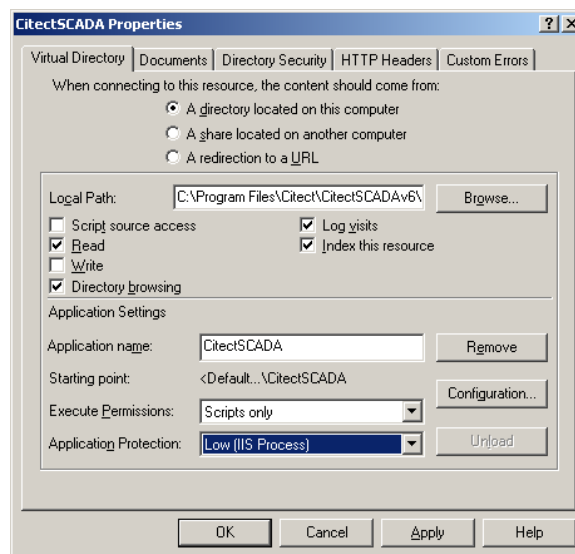 CitectSCADA Properties
Virtual Directory Documents Directory Security HTTP Headers Custom Errors
When connecting to this resource, the content should come from:
A directory located on this computer
A share located on another computer
A redirection to a URL
Local Path: C:\Program Files\Citect\CitectSCADAv6\ Browse...
Script source access Log visits
Read Index this resource
Write
Directory browsing
Application Settings
Application name: CitectSCADA Remove
Starting point: <Default...\CitectSCADA
Configuration...
Execute Permissions: Scripts only
Application Protection: Low (IIS Process) Unload
OK Cancel Apply Help